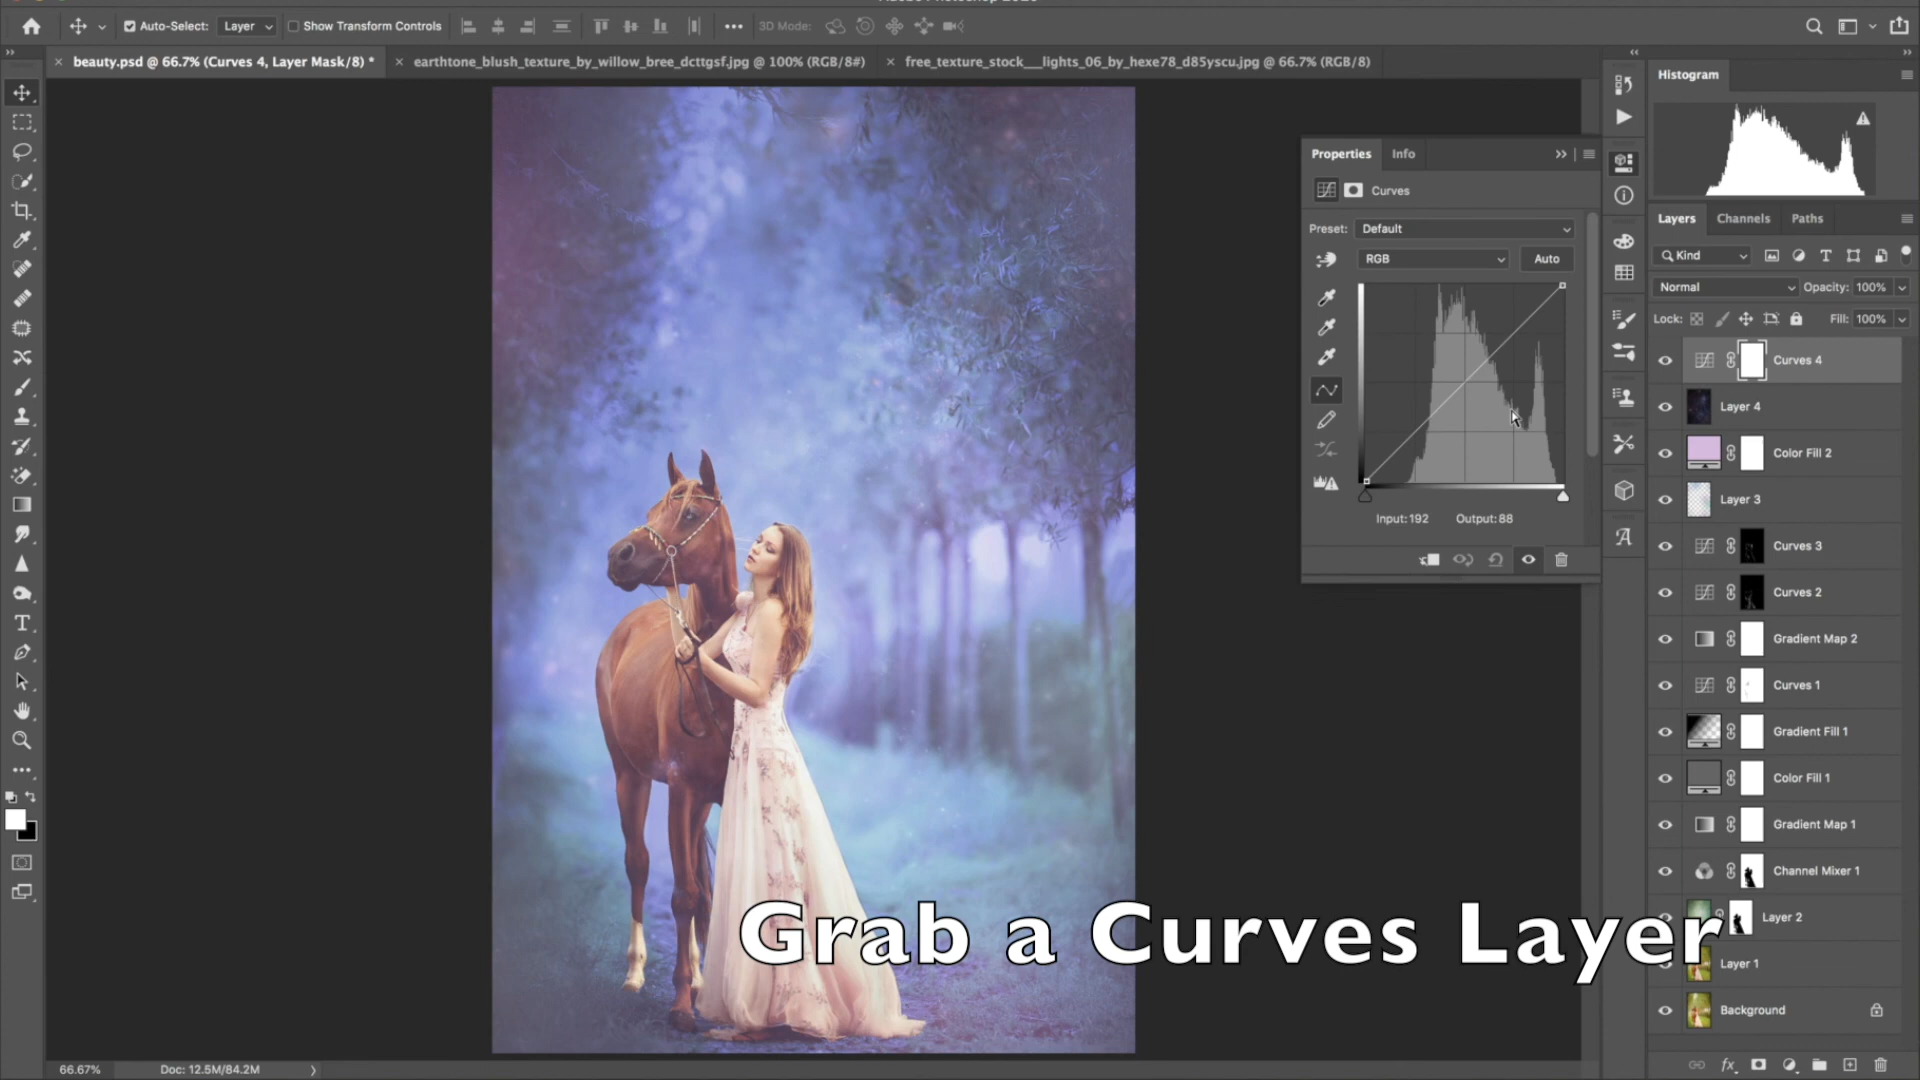 Auto-Select: Layer Show Transform Controls 3D Mode:
beauty.psd @ 66.7% (Curves 4, Layer Mask/8) *
earthtone_blush_texture_by_willow_bree_dcttgsf.jpg @ 100% (RGB/8#)
free_texture_stock__lights_06_by_hexe78_d85yscu.jpg @ 66.7% (RGB/8)
Histogram
Properties Info
Curves
Preset: Default
RGB Auto
Input: 192 Output: 88
Layers Channels Paths
Kind
Normal Opacity: 100%
Lock: Fill: 100%
Curves 4
Layer 4
Color Fill 2
Layer 3
Curves 3
Curves 2
Gradient Map 2
Curves 1
Gradient Fill 1
Color Fill 1
Gradient Map 1
Channel Mixer 1
Layer 2
Layer 1
Background
Grab a Curves Layer
66.67% Doc: 12.5M/84.2M